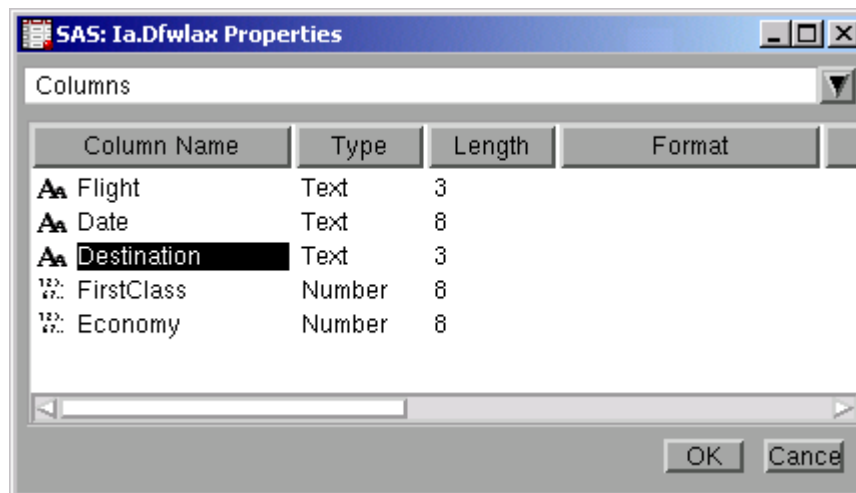 SAS: Ia.Dfwlax Properties
Columns
Column Name Type Length Format
Flight Text 3
Date Text 8
Destination Text 3
FirstClass Number 8
Economy Number 8
OK Cance